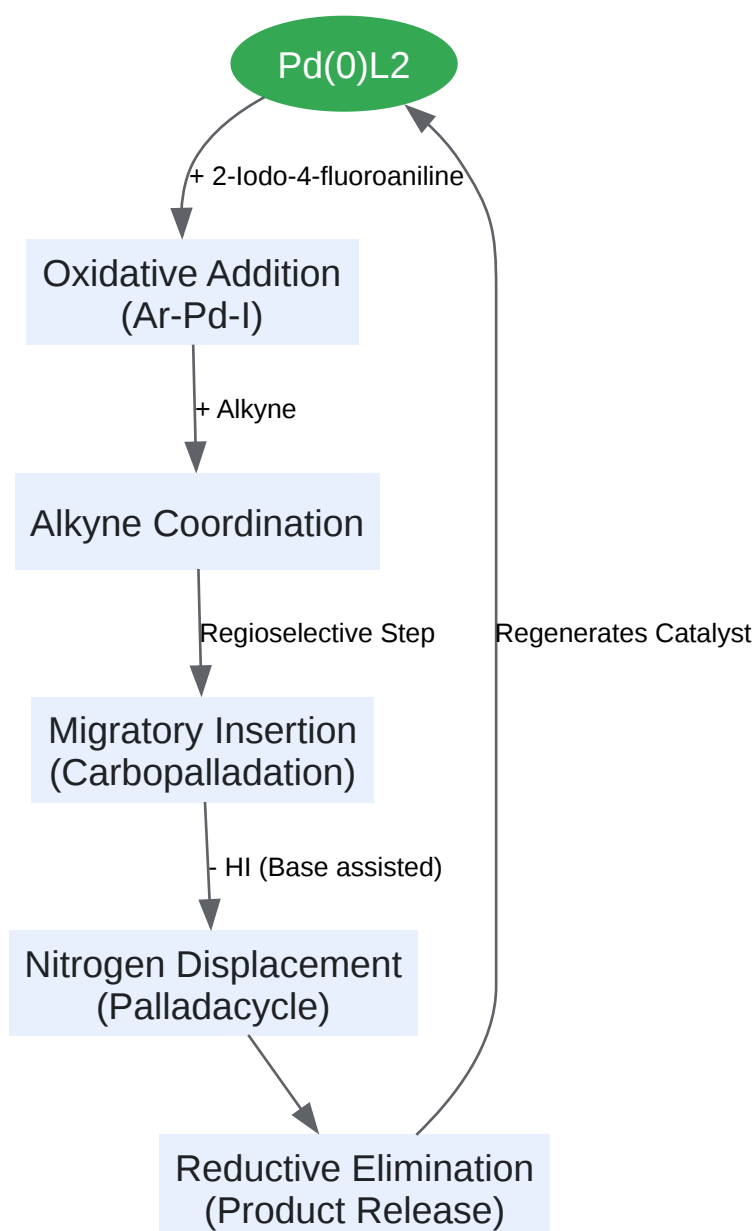 Pd(0)L2
+ 2-Iodo-4-fluoroaniline
Oxidative Addition
(Ar-Pd-I)
+ Alkyne
Alkyne Coordination
Regioselective Step
Regenerates Catalyst
Migratory Insertion
(Carbopalladation)
- HI (Base assisted)
Nitrogen Displacement
(Palladacycle)
Reductive Elimination
(Product Release)